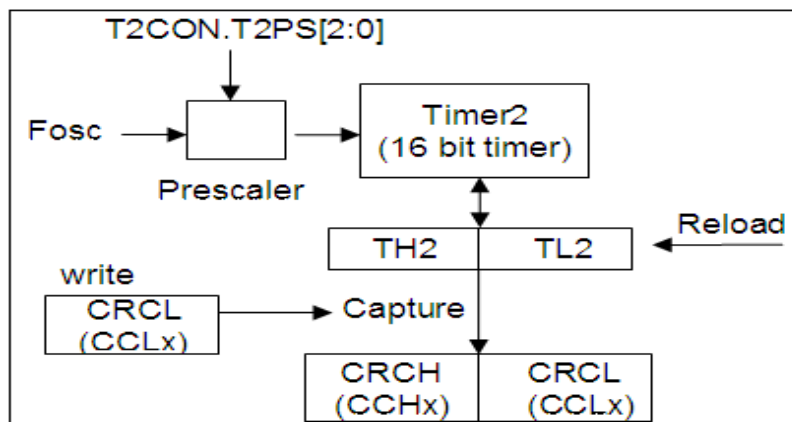 T2CON.T2PS[2:0]
Fosc
Prescaler
Timer2
(16 bit timer)
TH2
TL2
Reload
write
CRCL
(CCLx)
Capture
CRCH
(CCHx)
CRCL
(CCLx)